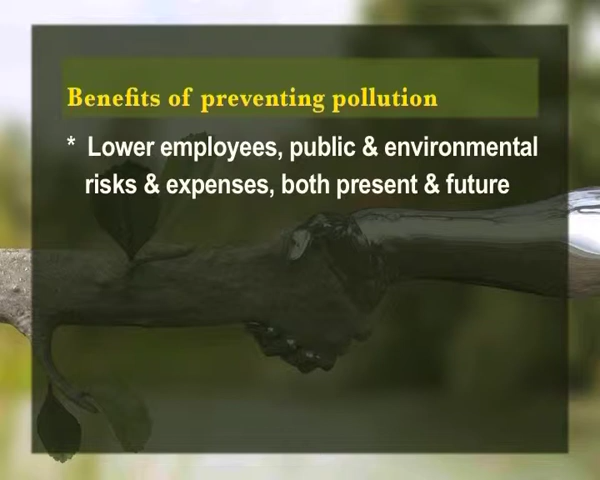 Benefits of preventing pollution
* Lower employees, public & environmental
risks & expenses, both present & future